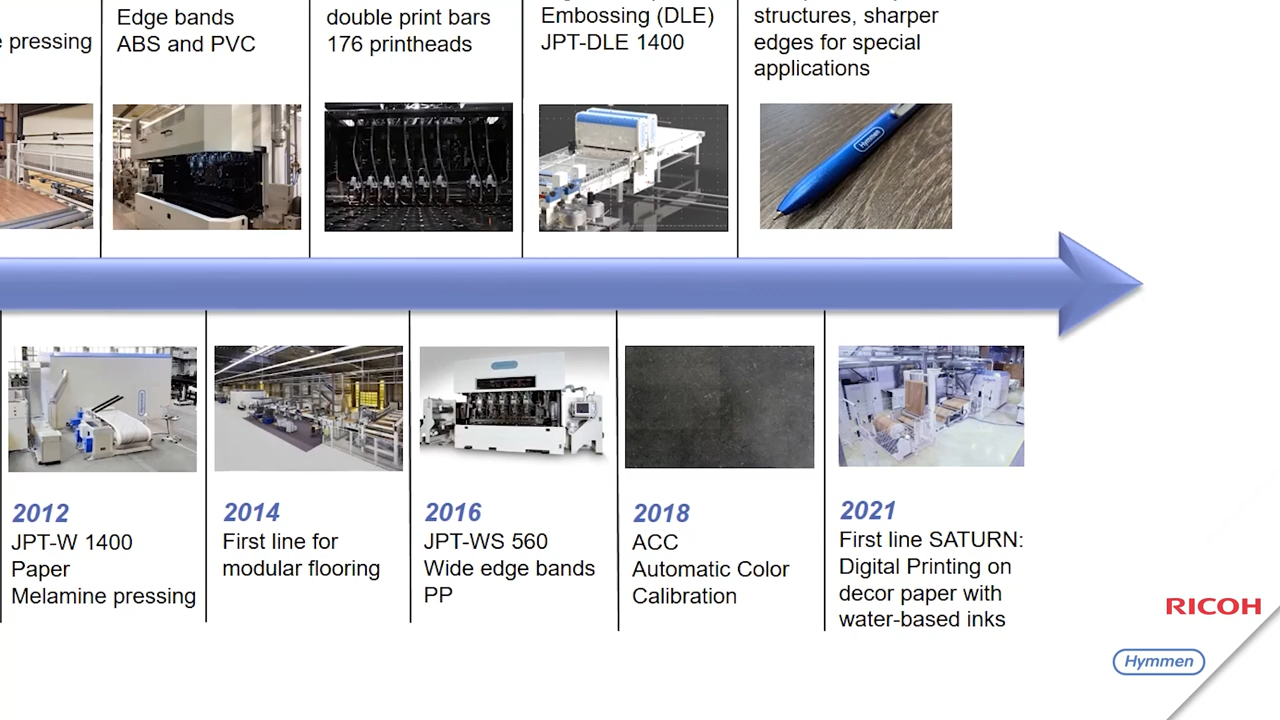 Edge bands
ABS and PVC
pressing
double print bars
176 printheads
Embossing (DLE)
JPT-DLE 1400
structures, sharper
edges for special
applications
Hymmen
2012
JPT-W 1400
Paper
Melamine pressing
2014
First line for
modular flooring
2016
JPT-WS 560
Wide edge bands
PP
2018
ACC
Automatic Color
Calibration
2021
First line SATURN:
Digital Printing on
decor paper with
water-based inks
RICOH
Hymmen